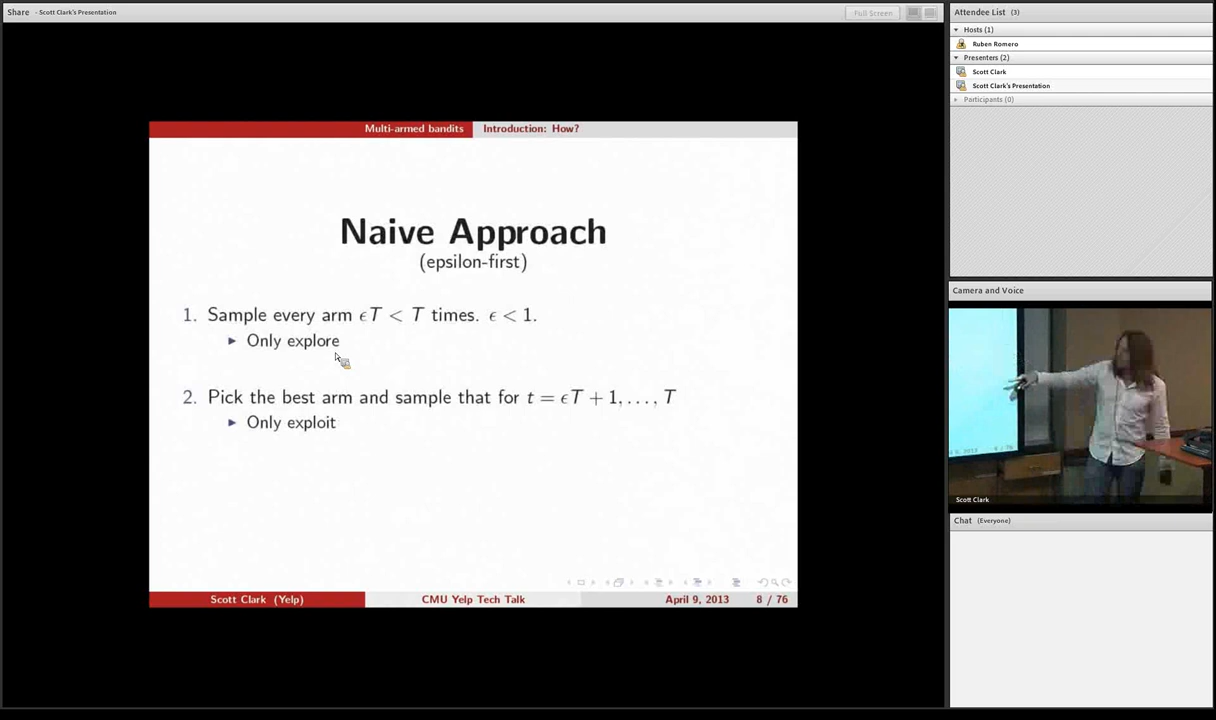 Share - Scott Clark's Presentation
Full Screen
Multi-armed bandits Introduction: How?
Naive Approach
(epsilon-first)
1. Sample every arm ϵT < T times. ϵ < 1.
Only explore
2. Pick the best arm and sample that for t = ϵT + 1, . . . , T
Only exploit
Scott Clark (Yelp) CMU Yelp Tech Talk April 9, 2013 8 / 76
Attendee List (3)
Hosts (1)
Ruben Romero
Presenters (2)
Scott Clark
Scott Clark's Presentation
Participants (0)
Camera and Voice
Scott Clark
Chat (Everyone)